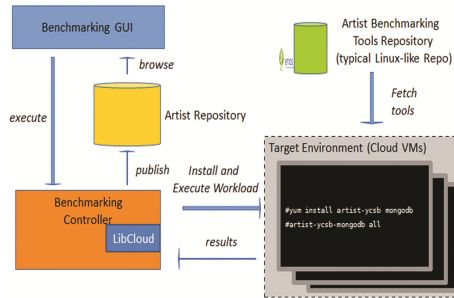 Benchmarking GUI
browse
execute
Artist Repository
publish
Benchmarking
Controller
LibCloud
Install and
Execute Workload
results
Artist Benchmarking
Tools Repository
(typical Linux-like Repo)
Fetch
tools
Target Environment (Cloud VMs)
#yum install artist-ycsb mongodb
#artist-ycsb-mongodb all